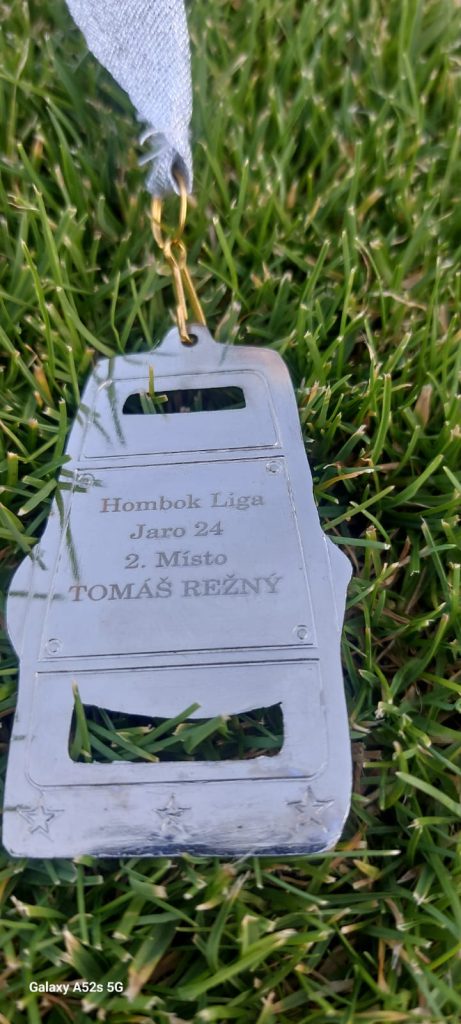 Hombok Liga
Jaro 24
2. Místo
TOMÁŠ REŽNÝ
Galaxy A52s 5G